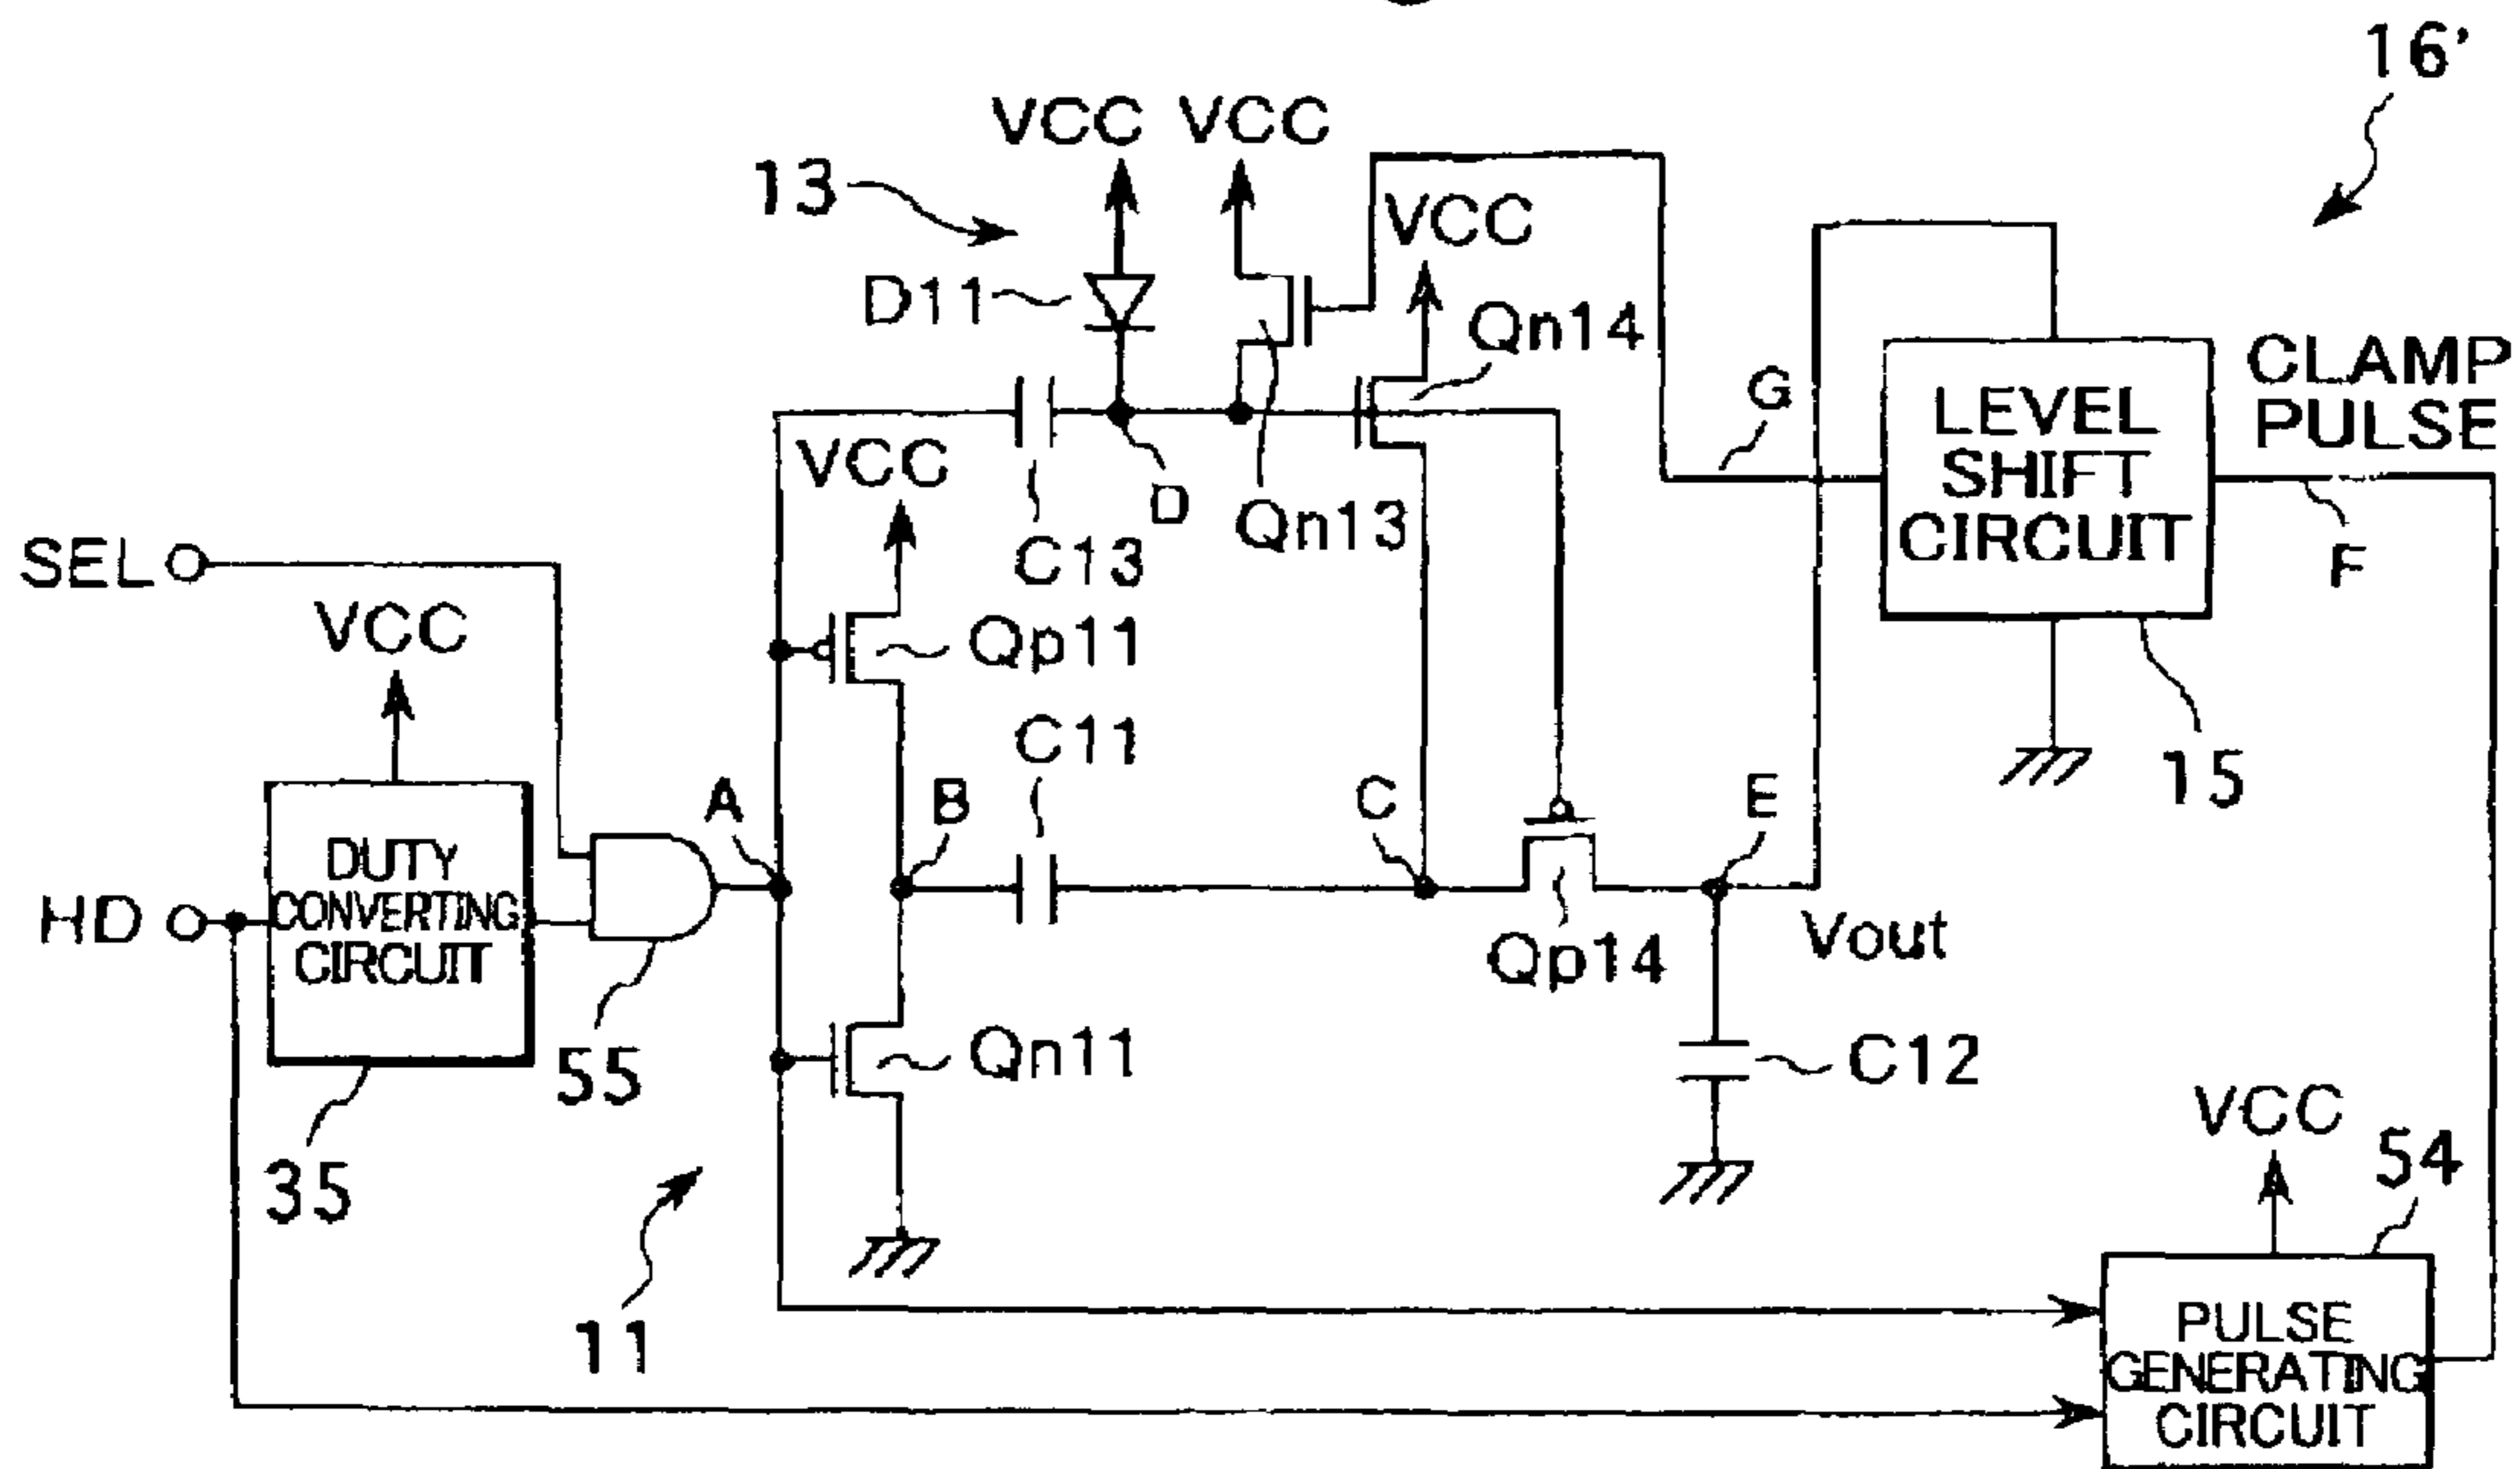 16'
VCC VCC
13
VCC
D11
Qn14
CLAMP
PULSE
G
LEVEL
SHIFT
CIRCUIT
VCC
D
Qn13
C13
SEL
F
VCC
Qp11
C11
15
A
B
C
E
DUTY
CONVERTING
CIRCUIT
HD
Vout
Qp14
Qn11
C12
55
35
VCC
54
11
PULSE
GENERATING
CIRCUIT